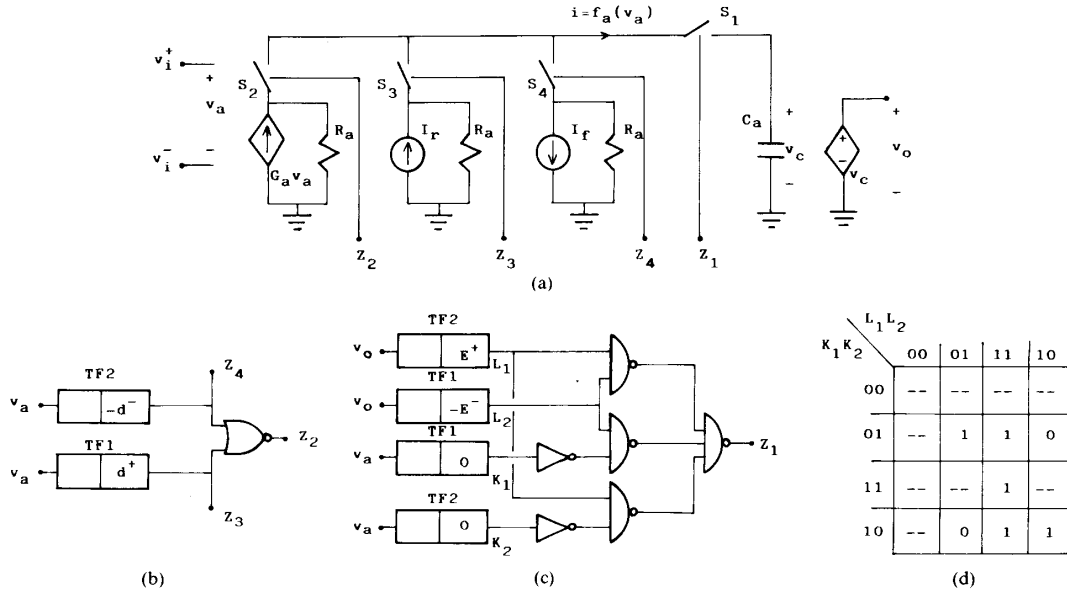 i=f_a(v_a)
S_1
v_i^+
+
v_a
−
v_i^-
S_2
S_3
S_4
R_a
I_r
R_a
I_f
R_a
G_a v_a
C_a
+
v_c
−
+
−
v_c
+
v_o
−
Z_2
Z_3
Z_4
Z_1
(a)
TF2
v_a
-d^-
Z_4
TF1
v_a
d^+
Z_2
Z_3
(b)
TF2
v_o
E^+
L_1
TF1
v_o
-E^-
L_2
TF1
v_a
0
K_1
TF2
v_a
0
K_2
Z_1
(c)
L_1L_2
K_1K_2
00 01 11 10
00 -- -- -- --
01 -- 1 1 0
11 -- -- 1 --
10 -- 0 1 1
(d)